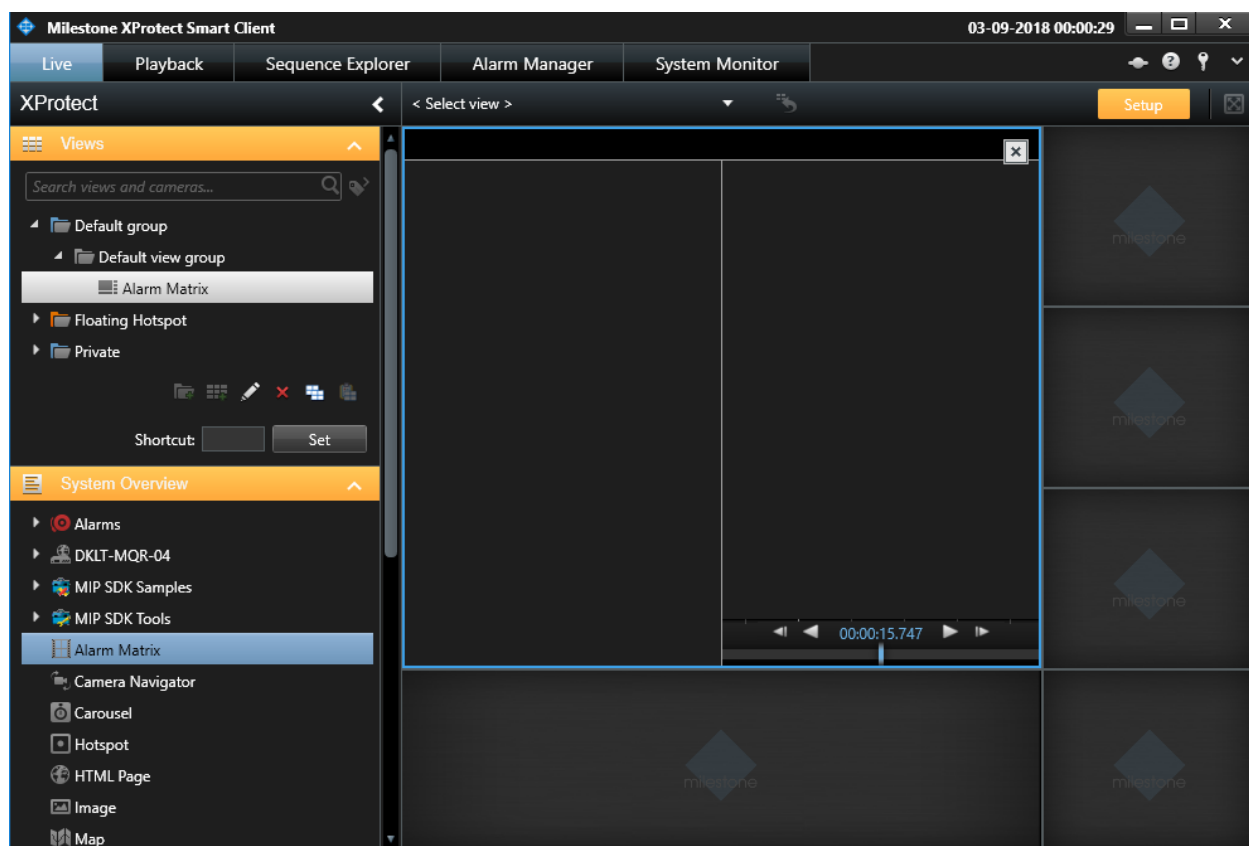 Milestone XProtect Smart Client
03-09-2018 00:00:29
Live
Playback
Sequence Explorer
Alarm Manager
System Monitor
XProtect
< Select view >
Setup
Views
Search views and cameras...
Default group
Default view group
Alarm Matrix
Floating Hotspot
Private
Shortcut:
Set
System Overview
Alarms
DKLT-MQR-04
MIP SDK Samples
MIP SDK Tools
Alarm Matrix
Camera Navigator
Carousel
Hotspot
HTML Page
Image
Map
00:00:15.747
milestone
milestone
milestone
milestone
milestone